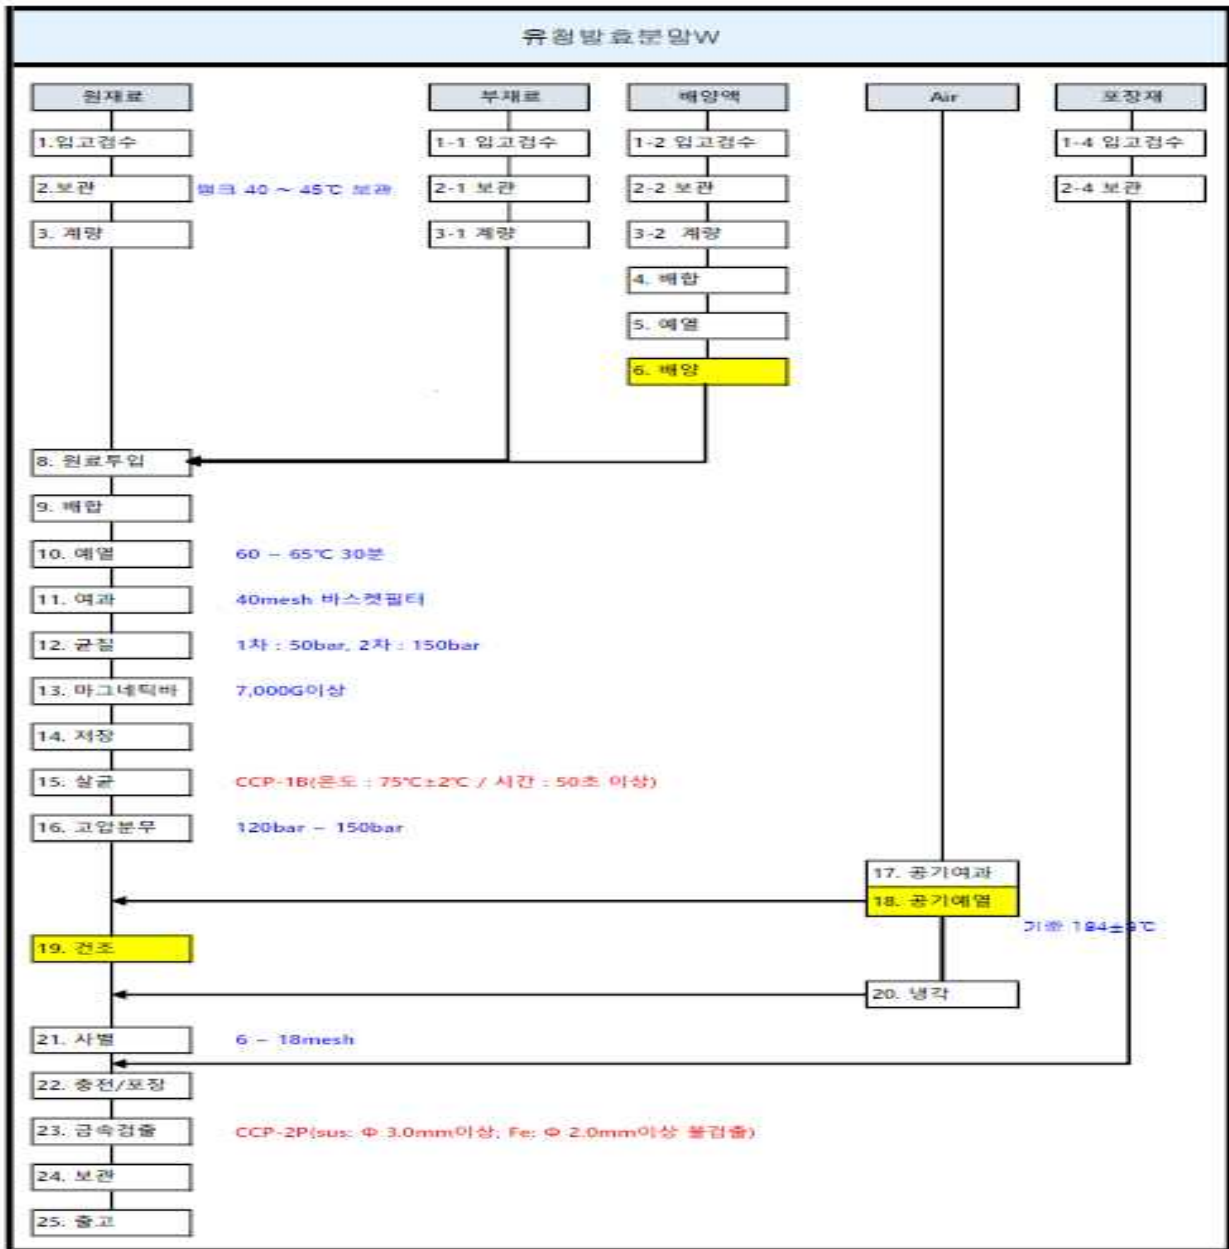 유청발효분말W
원재료 부재료 배양액 Air 포장재
1.입고검수 1-1 입고검수 1-2 입고검수 1-4 입고검수
2.보관 탱크 40 ~ 45℃ 보관 2-1 보관 2-2 보관 2-4 보관
3. 계량 3-1 계량 3-2 계량
4. 배합
5. 예열
6. 배양
8. 원료투입
9. 배합
10. 예열 60 ~ 65℃ 30분
11. 여과 40mesh 바스켓필터
12. 균질 1차 : 50bar, 2차 : 150bar
13. 마그네틱바 7,000G이상
14. 저장
15. 살균 CCP-1B(온도 : 75℃±2℃ / 시간 : 50초 이상)
16. 고압분무 120bar ~ 150bar
17. 공기여과
18. 공기예열
184±
19. 건조
20. 냉각
21. 사별 6 ~ 18mesh
22. 충전/포장
23. 금속검출 CCP-2P(sus: Φ 3.0mm이상, Fe: Φ 2.0mm이상 불검출)
24. 보관
25. 출고